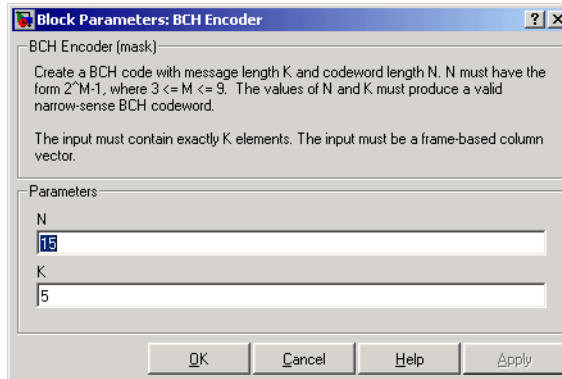 Block Parameters: BCH Encoder
BCH Encoder (mask)
Create a BCH code with message length K and codeword length N. N must have the
form 2^M-1, where 3 <= M <= 9. The values of N and K must produce a valid
narrow-sense BCH codeword.
The input must contain exactly K elements. The input must be a frame-based column
vector.
Parameters
N
15
K
5
OK Cancel Help Apply